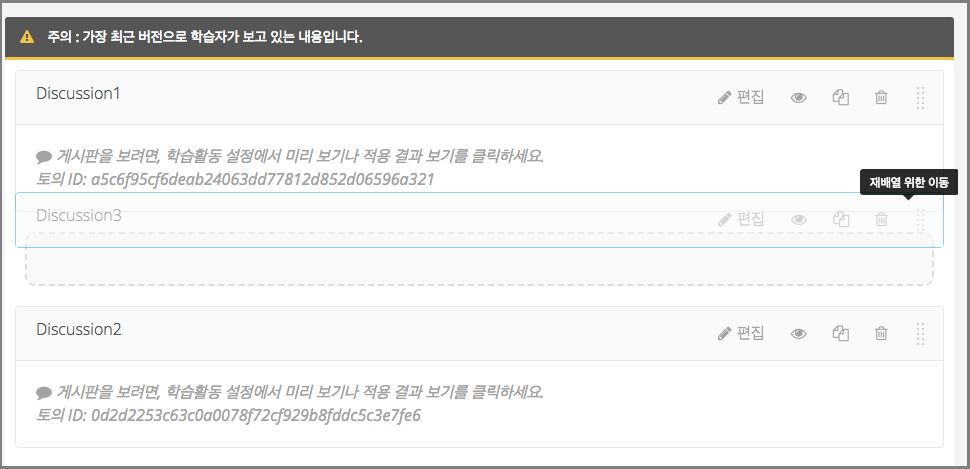 주의 : 가장 최근 버전으로 학습자가 보고 있는 내용입니다.
Discussion1
편집
게시판을 보려면, 학습활동 설정에서 미리 보기나 적용 결과 보기를 클릭하세요.
토의 ID: a5c6f95cf6deab24063dd77812d852d06596a321
재배열 위한 이동
Discussion3
편집
Discussion2
편집
게시판을 보려면, 학습활동 설정에서 미리 보기나 적용 결과 보기를 클릭하세요.
토의 ID: 0d2d2253c63c0a0078f72cf929b8fddc5c3e7fe6